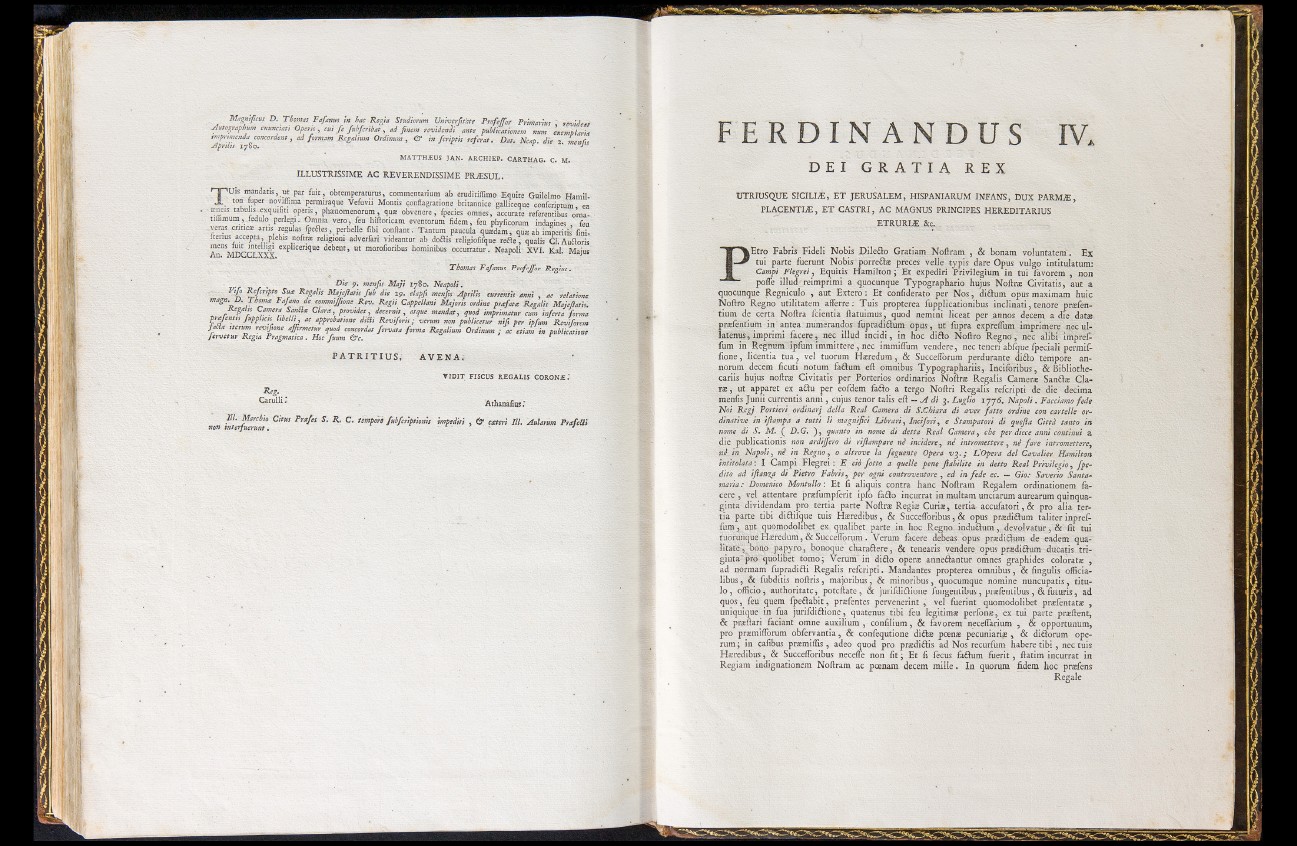 Magnificus D. Thomas Fasanus in hac Regia Studiorum Universitate Professor Primarius, revideat
Autographum enunciati Operis, cui se subscribat, ad finem revidendi ante publicationem num exemplaria
imprimenda concordent, ad formam Regalium Ordinum, & in scriptis referat. Dat. Neap. die 2. mensis
Aprilis 1780.
MATTHÆUS JAN. ARCHIEP. CARTHAG. C. M.
ILLUSTRISSIME AC REVERENDISSIME PRÆSUL.
TUis mandatis, ut par fuit, obtemperaturus, commentarium ab eruditissimo Equite Guilelmo Hamil-
ton super novissima permiraque Vesuvii Montis conflagratione britannice galliceque conscriptum, en
æneis tabulis exquisiti operis, phænomenorum, quæ obvenere, species omnes, accurate referentibus orna-
tissimum, sedulo perlegi. Omnia vero, seu historicam eventorum fidem, seu physicorum indagines, seu
veras criticæ artis regulas spectes, perbelle sibi constant. Tantum paucula quædam, quæ ab imperitis sini-
sterius accepta, plebis nostræ religioni adversari videantur ab doctis religiosisque recte, qualis Cl. Auctoris
mens fuit intelligi explicerique debent, ut morosioribus hominibus occurratur. Neapoli XVI. Kal. Majus
An. MDCCLXXX.
Thomas Fasanus Professor Regius.
Die 9. mensis Maji 1780. Neapoli.
Viso Rescripto Suæ Regalis Majestatis sub die 29. elapsi mensis Aprilis currentis anni, ac relatione
magn. D. Thomæ Fasano de commissione Rev. Regii Cappellani Majoris ordine præfatæ Regalis Majestatis.
Regalis Camera Sanctæ Claræ, providet, decernit, atque mandat, quod imprimatur cum inserta forma
præsentis supplicis libelli, ac approbatione dicti Revisoris; verum non publicetur nisi per ipsum Revisorem
facta iterum revisione affirmetur quod concordat servata forma Regalium Ordinum; ac etiam in publicatione
servetur Regia Pragmatica. Hoc suum &c.
PATRITIUS. AVENA.
VIDIT FISCUS REGALIS CORONÆ.
Reg.
Carulli.
Athanasius.
Ill. Marchio Citus Præses S. R. C. tempore subscriptionis impediti, & cæteri Ill. Aularum Præfecti
non interfuerunt.
FERDINANDUS IV.
DEI GRATIA REX
UTRIUSQUE SICILIÆ, ET JERUSALEM, HISPANIARUM INFANS, DUX PARMÆ,
PLACENTIÆ, ET CASTRI, AC MAGNUS PRINCIPES HEREDITARIUS
ETRURIÆ &c.
PEtro Fabris Fideli Nobis Dilecto Gratiam Nostram, & bonam voluntatem. Ex
tui parte fuerunt Nobis porrectæ preces velle typis dare Opus vulgo intitulatum:
Campi Flegrei, Equitis Hamilton; Et expediri Privilegium in tui favorem, non
posse illud reimprimi a quocunque Typographario hujus Nostræ Civitatis, aut a
quocunque Regniculo, aut Extero: Et considerato per Nos, dictum opus maximam huic
Nostro Regno utilitatem afferre: Tuis propterea supplicationibus inclinati, tenore præsen-
tium de certa Nostra scientia statuimus, quod nemini liceat per annos decem a die datæ
præsentium in antea numerandos supradictum opus, ut supra expressum imprimere nec ul-
latenus, imprimi facere, nec illud incidi, in hoc dicto Nostro Regno, nec alibi impres-
sum in Regnum ipsum immittere, nec immissum vendere, nec teneri absque speciali permis-
sione, licentia tua, vel tuorum Hæredum, & Successorum perdurante dicto tempore an-
norum decem sicuti notum factum est omnibus Typographariis, Incisoribus, & Bibliothe-
cariis hujus nostræ Civitatis per Porterios ordinarios Nostræ Regalis Cameræ Sanctæ Cla-
ræ, ut apparet ex actu per eosdem facto a tergo Nostri Regalis rescripti de die decima
mensis Junii currentis anni, cujus tenor talis est — A dì 3. Luglio 1776. Napoli. Facciamo fede
Noi Regj Portieri ordinarj della Real Camera di S.Chiara di aver fatto ordine con cartelle or-
dinative in istampa a tutti li magnifici Librari, Incisori, e Stampatori di questa Città tanto in
nome di S. M. ( D.G. ), quanto in nome di detta Real Camera, che per diece anni continui a
die publicationis non ardissero di ristampare nè incidere, nè intromettere, nè fare intromettere,
nè in Napoli, nè in Regno, o altrove la seguente Opera vz.; L'Opera del Cavalier Hamilton
intitolata: I Campi Flegrei: E ciò sotto a quelle pene stabilite in detto Real Privilegio, spe-
dito ad istanza di Pietro Fabris, per ogni controventore, ed in fede ec. — Gio: Saverio Santa-
maria: Domenico Montullo: Et si aliquis contra hanc Nostram Regalem ordinationem fa-
cere, vel attentare præsumpserit ipso facto incurrat in multam unciarum aurearum quinqua-
ginta dividendam pro tertia parte Nostræ Regiæ Curiæ, tertia accusatori, & pro alia ter-
tia parte tibi dictisque tuis Hæredibus, & Successoribus, & opus prædictum taliter inpres-
sum, aut quomodolibet ex qualibet parte in hoc Regno inductum, devolvatur, & sit tui
tuorumque Hæredum, & Successorum. Verum facere debeas opus prædictum de eadem qua-
litate, bono papyro, bonoque charactere, & tenearis vendere opus prædictum ducatis tri-
ginta pro quolibet tomo; Verum in dicto opere annectantur omnes graphides coloratæ,
ad normam supradicti Regalis rescripti. Mandantes propterea omnibus, & singulis officia-
libus, & subditis nostris, majoribus, & minoribus, quocumque nomine nuncupatis, titu-
lo, officio, authoritate, potestate, & jurisdictione fungentibus, præsentibus, & futuris, ad
quos, seu quem spectabit, præsentes pervenerint, vel fuerint quomodolibet præsentatæ,
uniquique in sua jurisdictione, quatenus tibi seu legitimæ personæ, ex tui parte præstent,
& præstari faciant omne auxilium, consilium, & favorem necessarium, & opportunum,
pro præmissorum observantia, & consequtione dictæ pœnæ pecuniariæ, & dictorum ope-
rum; in casibus præmissis, adeo quod pro prædictis ad Nos recursum habere tibi, nec tuis
Hæredibus, & Successoribus necesse non sit; Et si secus factum fuerit, statim incurrat in
Regiam indignationem Nostram ac pœnam decem mille. In quorum fidem hoc præsens
Regale